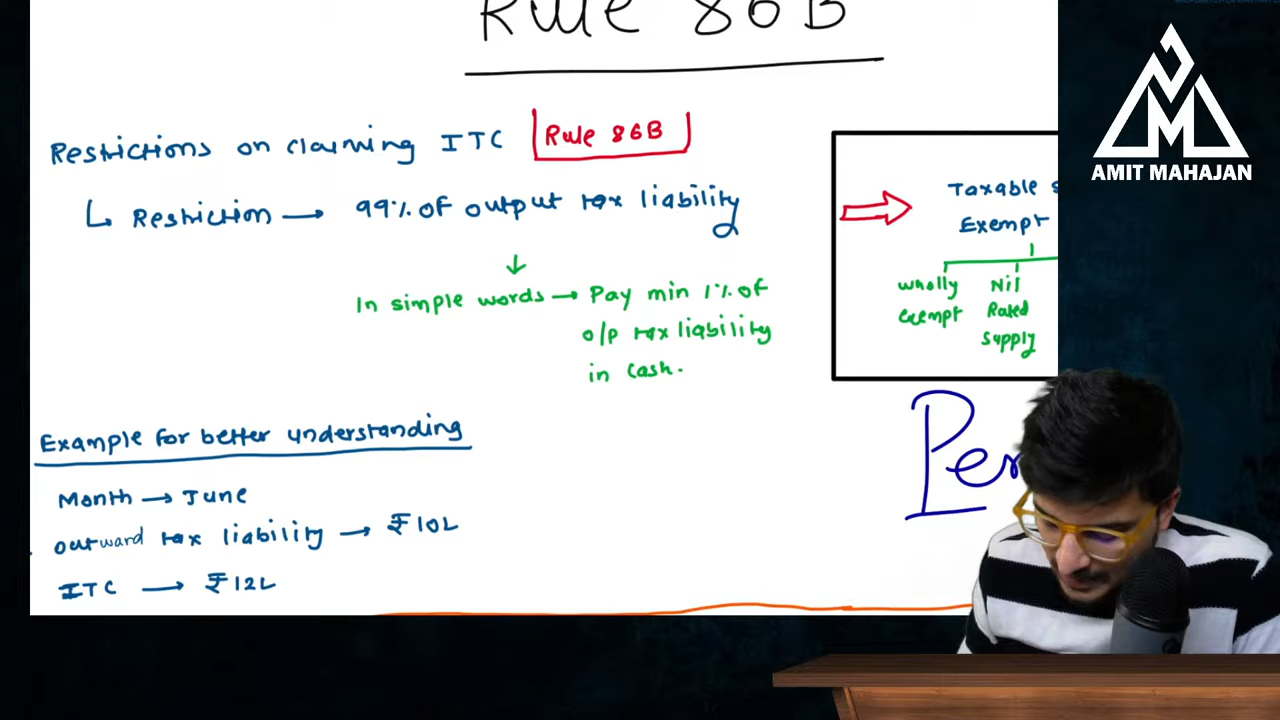 Rule 86B
Restrictions on claiming ITC Rule 86B
↳ Restriction → 99% of output tax liability
↓
In simple words → Pay min 1% of
o/p tax liability
in cash.
Taxable
Exempt
wholly
exempt
Nil
Rated
Supply
Example for better understanding
Month → June
outward tax liability → ₹10L
ITC → ₹12L
AMIT MAHAJAN